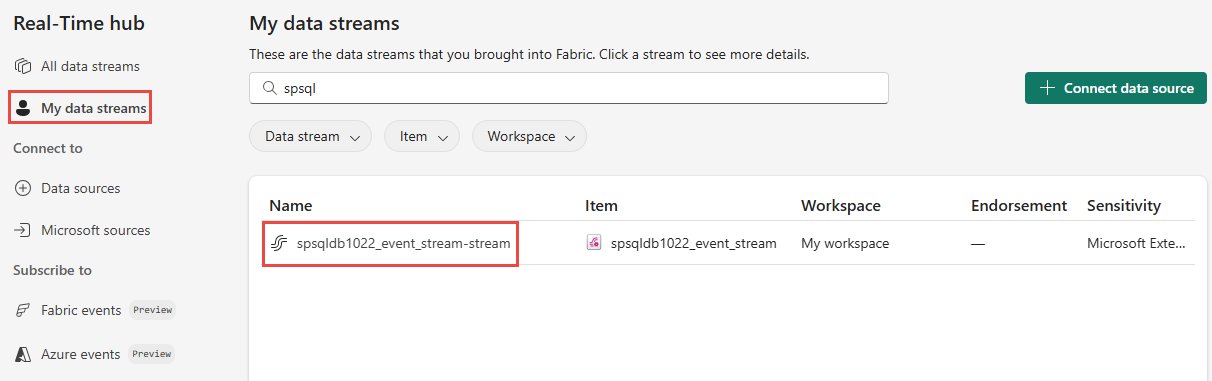 Real-Time hub
All data streams
My data streams
Connect to
Data sources
Microsoft sources
Subscribe to
Fabric events Preview
Azure events Preview
My data streams
These are the data streams that you brought into Fabric. Click a stream to see more details.
spsql
Connect data source
Data stream Item Workspace
Name Item Workspace Endorsement Sensitivity
spsqldb1022_event_stream-stream spsqldb1022_event_stream My workspace — Microsoft Exte...